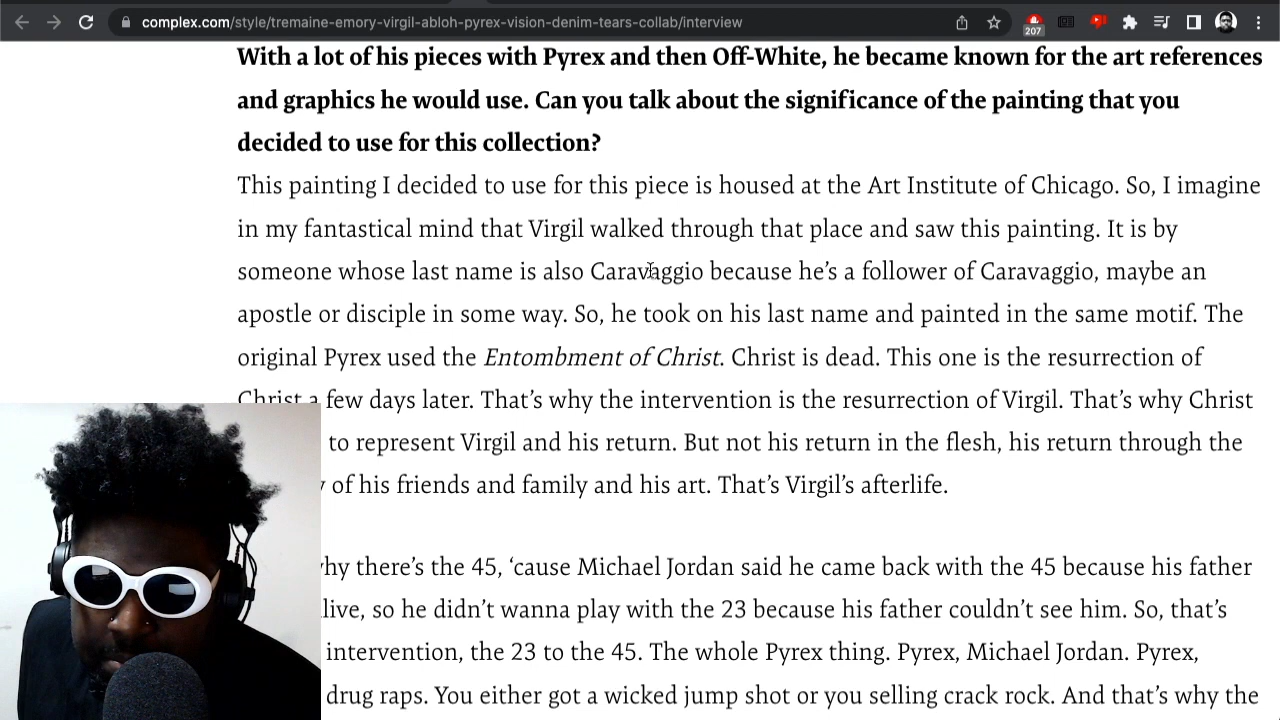 complex.com/style/tremaine-emory-virgil-abloh-pyrex-vision-denim-tears-collab/interview
207
With a lot of his pieces with Pyrex and then Off-White, he became known for the art references
and graphics he would use. Can you talk about the significance of the painting that you
decided to use for this collection?
This painting I decided to use for this piece is housed at the Art Institute of Chicago. So, I imagine
in my fantastical mind that Virgil walked through that place and saw this painting. It is by
someone whose last name is also Caravaggio because he’s a follower of Caravaggio, maybe an
apostle or disciple in some way. So, he took on his last name and painted in the same motif. The
original Pyrex used the Entombment of Christ. Christ is dead. This one is the resurrection of
Christ a few days later. That’s why the intervention is the resurrection of Virgil. That’s why Christ
to represent Virgil and his return. But not his return in the flesh, his return through the
of his friends and family and his art. That’s Virgil’s afterlife.
there’s the 45, ‘cause Michael Jordan said he came back with the 45 because his father
so he didn’t wanna play with the 23 because his father couldn’t see him. So, that’s
intervention, the 23 to the 45. The whole Pyrex thing. Pyrex, Michael Jordan. Pyrex,
drug raps. You either got a wicked jump shot or you selling crack rock. And that’s why the